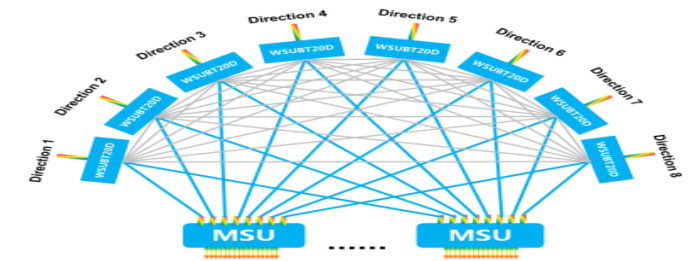 Direction 1
Direction 2
Direction 3
Direction 4
Direction 5
Direction 6
Direction 7
Direction 8
WSUBT20D
WSUBT20D
WSUBT20D
WSUBT20D
WSUBT20D
WSUBT20D
WSUBT20D
WSUBT20D
MSU
......
MSU